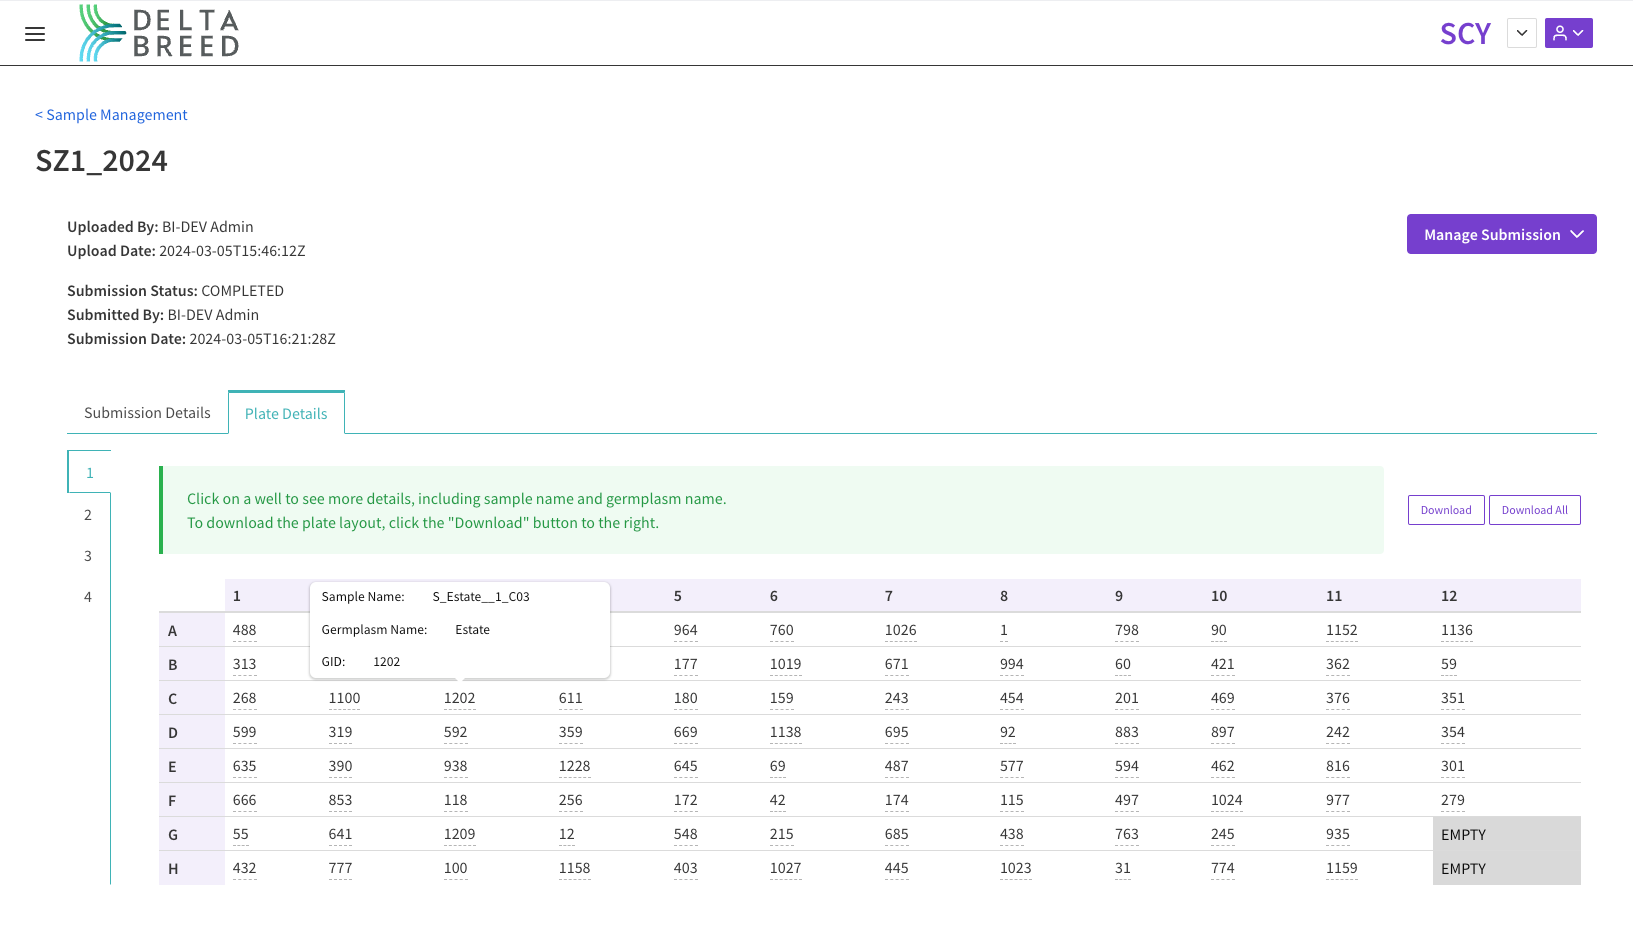 DELTA
BREED
SCY
< Sample Management
SZ1_2024
Uploaded By: BI-DEV Admin
Upload Date: 2024-03-05T15:46:12Z
Manage Submission
Submission Status: COMPLETED
Submitted By: BI-DEV Admin
Submission Date: 2024-03-05T16:21:28Z
Submission Details Plate Details
1
2
3
4
Click on a well to see more details, including sample name and germplasm name.
To download the plate layout, click the "Download" button to the right.
Download Download All
Sample Name: S_Estate__1_C03
Germplasm Name: Estate
GID: 1202
1 5 6 7 8 9 10 11 12
A 488 964 760 1026 1 798 90 1152 1136
B 313 177 1019 671 994 60 421 362 59
C 268 1100 1202 611 180 159 243 454 201 469 376 351
D 599 319 592 359 669 1138 695 92 883 897 242 354
E 635 390 938 1228 645 69 487 577 594 462 816 301
F 666 853 118 256 172 42 174 115 497 1024 977 279
G 55 641 1209 12 548 215 685 438 763 245 935 EMPTY
H 432 777 100 1158 403 1027 445 1023 31 774 1159 EMPTY